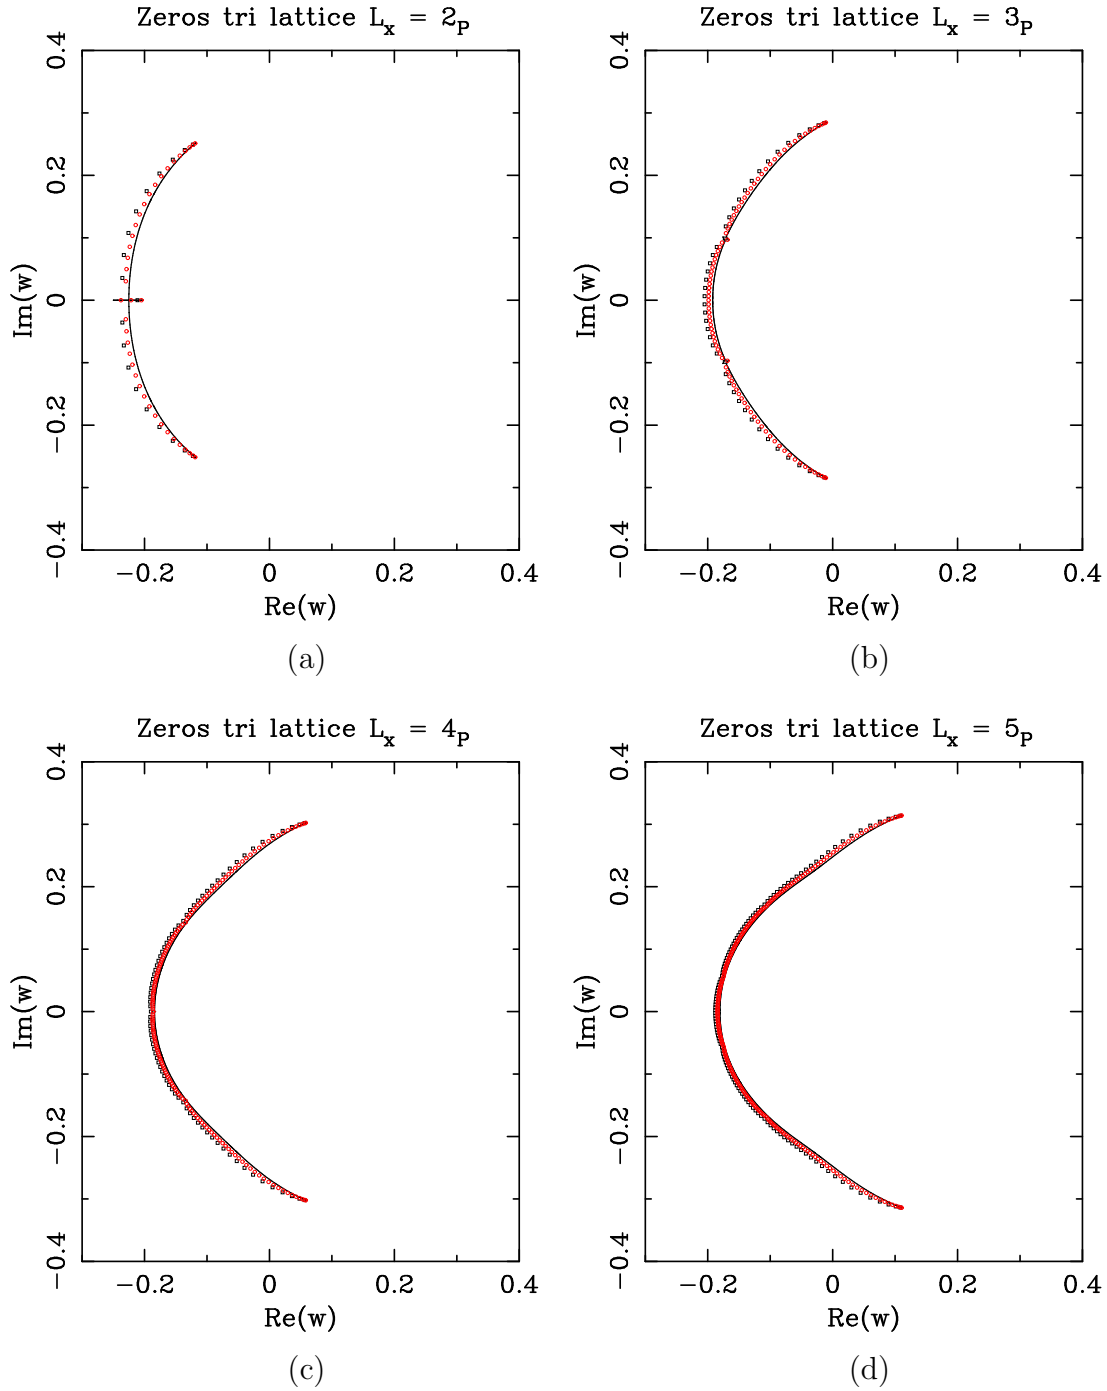 Zeros tri lattice Lₓ = 2_P
0.4
0.2
0
−0.2
−0.4
Im(w)
−0.2 0 0.2 0.4
Re(w)
(a)
Zeros tri lattice Lₓ = 3_P
0.4
0.2
0
−0.2
−0.4
Im(w)
−0.2 0 0.2 0.4
Re(w)
(b)
Zeros tri lattice Lₓ = 4_P
0.4
0.2
0
−0.2
−0.4
Im(w)
−0.2 0 0.2 0.4
Re(w)
(c)
Zeros tri lattice Lₓ = 5_P
0.4
0.2
0
−0.2
−0.4
Im(w)
−0.2 0 0.2 0.4
Re(w)
(d)